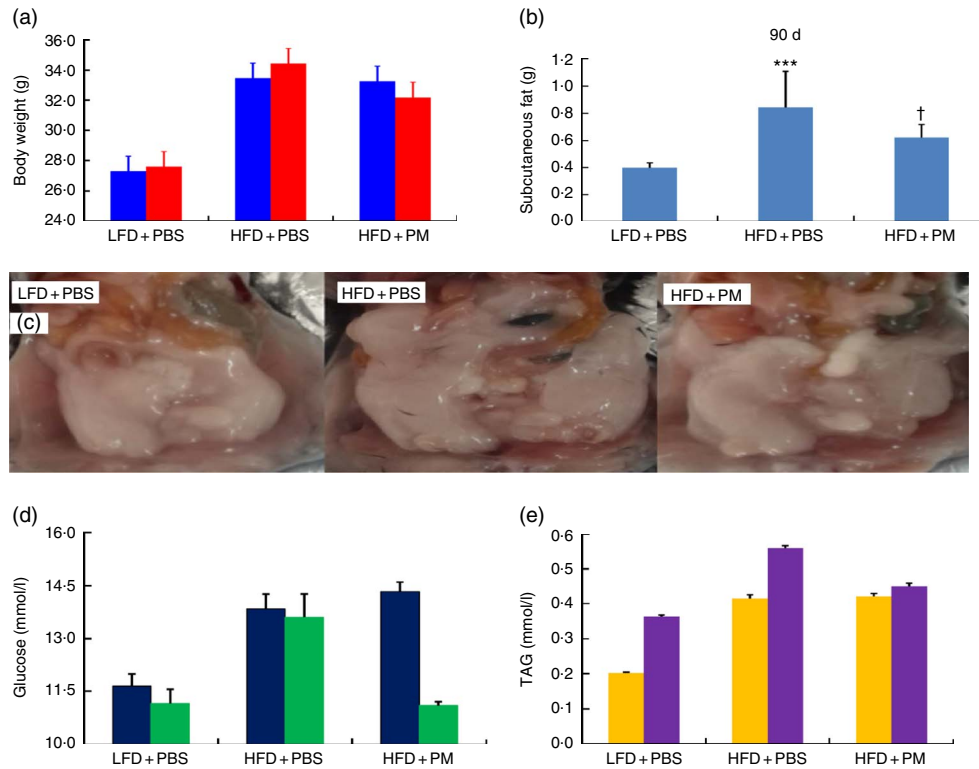 (a)
Body weight (g)
36·0
34·0
32·0
30·0
28·0
26·0
24·0
LFD + PBS HFD + PBS HFD + PM
(b)
90 d
Subcutaneous fat (g)
1·2
1·0
0·8
0·6
0·4
0·2
0·0
***
†
LFD + PBS HFD + PBS HFD + PM
LFD + PBS HFD + PBS HFD + PM
(c)
(d)
Glucose (mmol/l)
16·0
14·5
13·0
11·5
10·0
LFD + PBS HFD + PBS HFD + PM
(e)
TAG (mmol/l)
0·6
0·5
0·4
0·3
0·2
0·1
0·0
LFD + PBS HFD + PBS HFD + PM